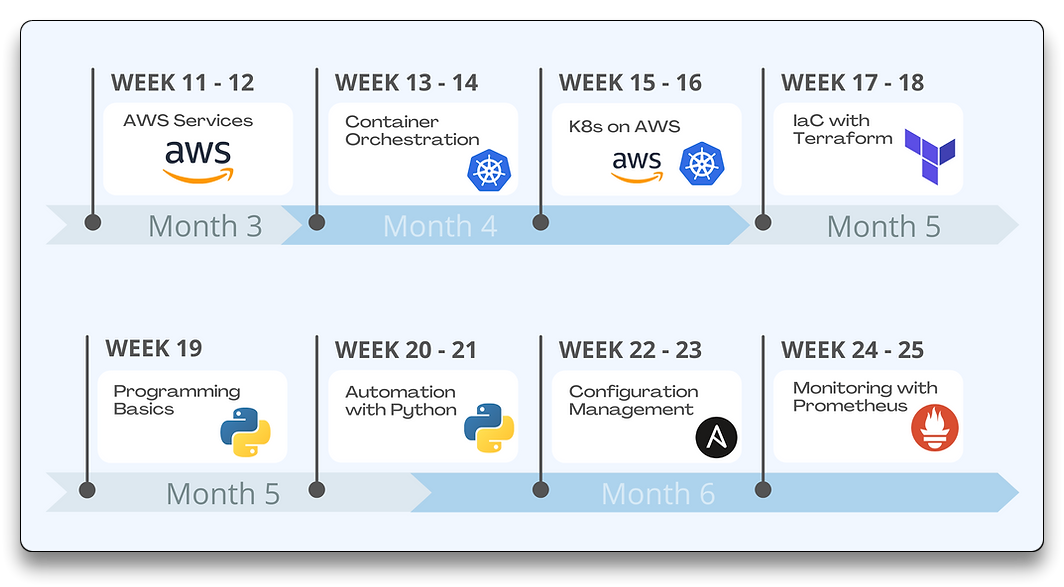 WEEK 11 - 12
AWS Services
aws
WEEK 13 - 14
Container
Orchestration
WEEK 15 - 16
K8s on AWS
aws
WEEK 17 - 18
IaC with
Terraform
Month 3
Month 4
Month 5
WEEK 19
Programming
Basics
WEEK 20 - 21
Automation
with Python
WEEK 22 - 23
Configuration
Management
WEEK 24 - 25
Monitoring with
Prometheus
Month 5
Month 6